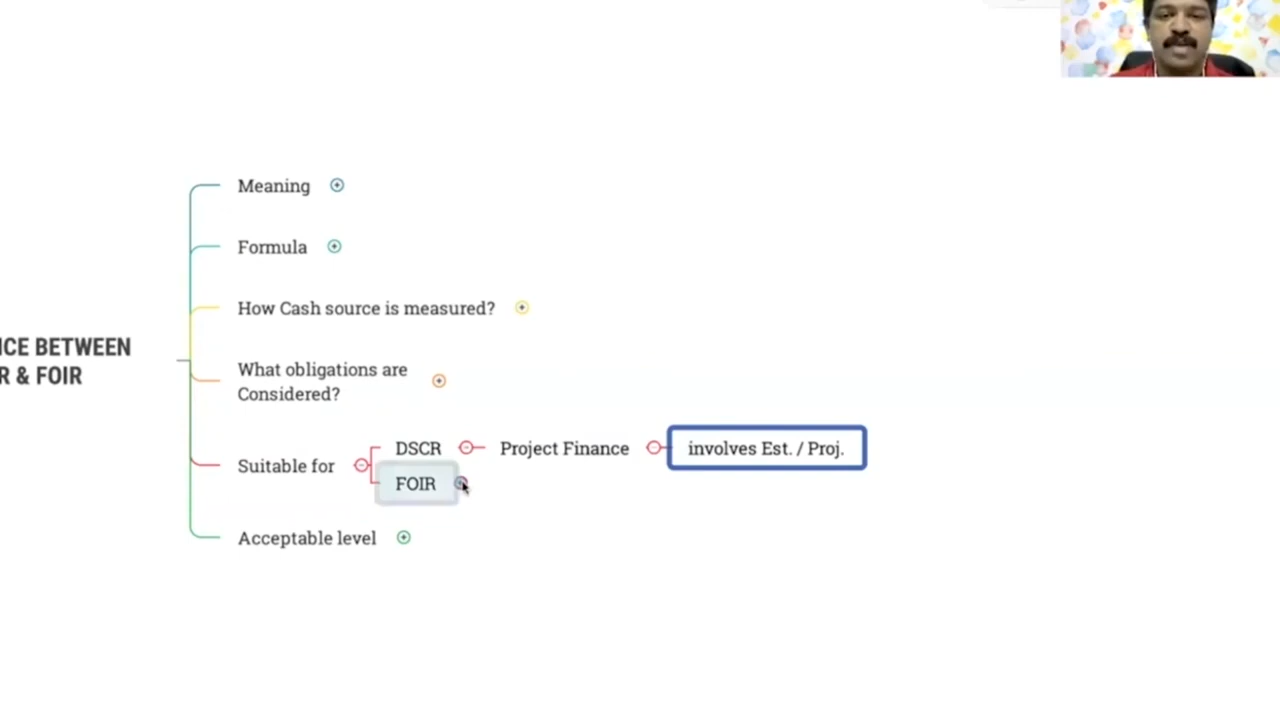 Meaning
Formula
How Cash source is measured?
BETWEEN
& FOIR
What obligations are
Considered?
DSCR
Project Finance
involves Est. / Proj.
Suitable for
FOIR
Acceptable level